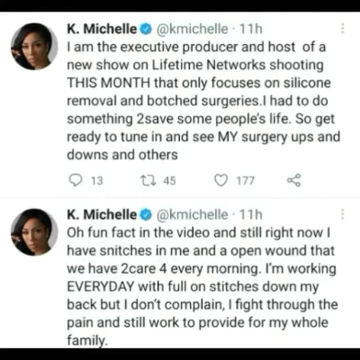 K. Michelle @kmichelle · 11h
I am the executive producer and host of a
new show on Lifetime Networks shooting
THIS MONTH that only focuses on silicone
removal and botched surgeries.I had to do
something 2save some people's life. So get
ready to tune in and see MY surgery ups and
downs and others
13 45 177
K. Michelle @kmichelle · 11h
Oh fun fact in the video and still right now I
have snitches in me and a open wound that
we have 2care 4 every morning. I'm working
EVERYDAY with full on stitches down my
back but I don't complain, I fight through the
pain and still work to provide for my whole
family.